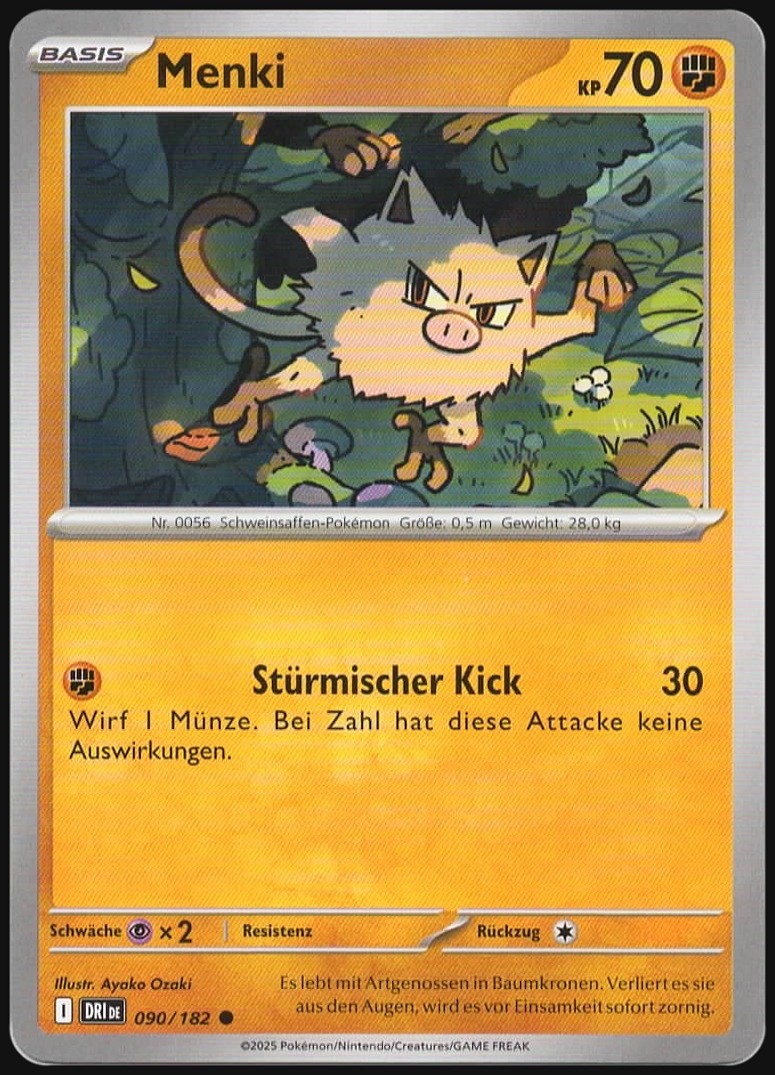 BASIS
Menki
KP 70
Nr. 0056 Schweinsaffen-Pokémon Größe: 0,5 m Gewicht: 28,0 kg
Stürmischer Kick 30
Wirf 1 Münze. Bei Zahl hat diese Attacke keine
Auswirkungen.
Schwäche ×2 Resistenz Rückzug
Illustr. Ayako Ozaki
Es lebt mit Artgenossen in Baumkronen. Verliert es sie
aus den Augen, wird es vor Einsamkeit sofort zornig.
I DRI DE 090/182
©2025 Pokémon/Nintendo/Creatures/GAME FREAK